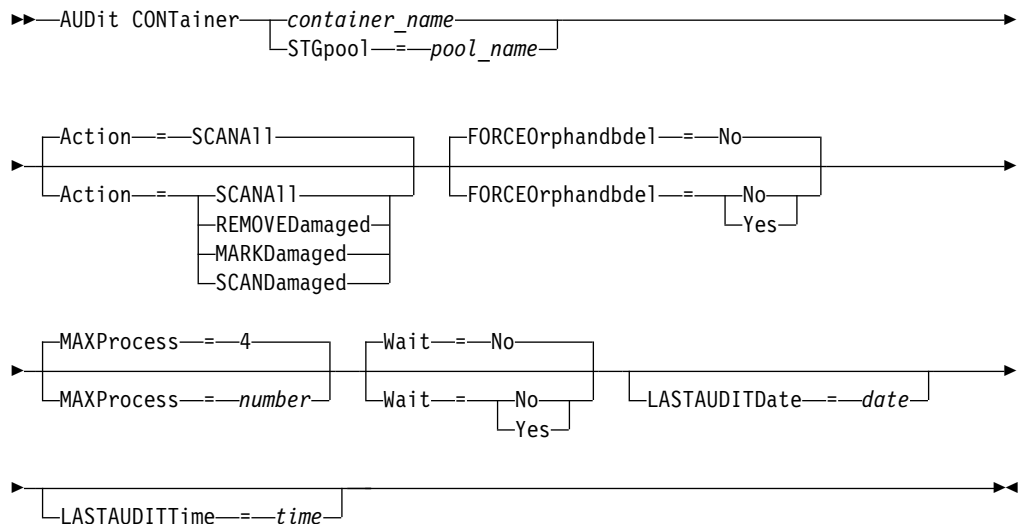 AUDit CONTainer container_name
STGpool = pool_name
Action = SCANAll FORCEOrphandbdel = No
Action = SCANAll FORCEOrphandbdel = No
REMOVEDamaged Yes
MARKDamaged
SCANDamaged
MAXProcess = 4 Wait = No
MAXProcess = number Wait = No LASTAUDITDate = date
Yes
LASTAUDITTime = time